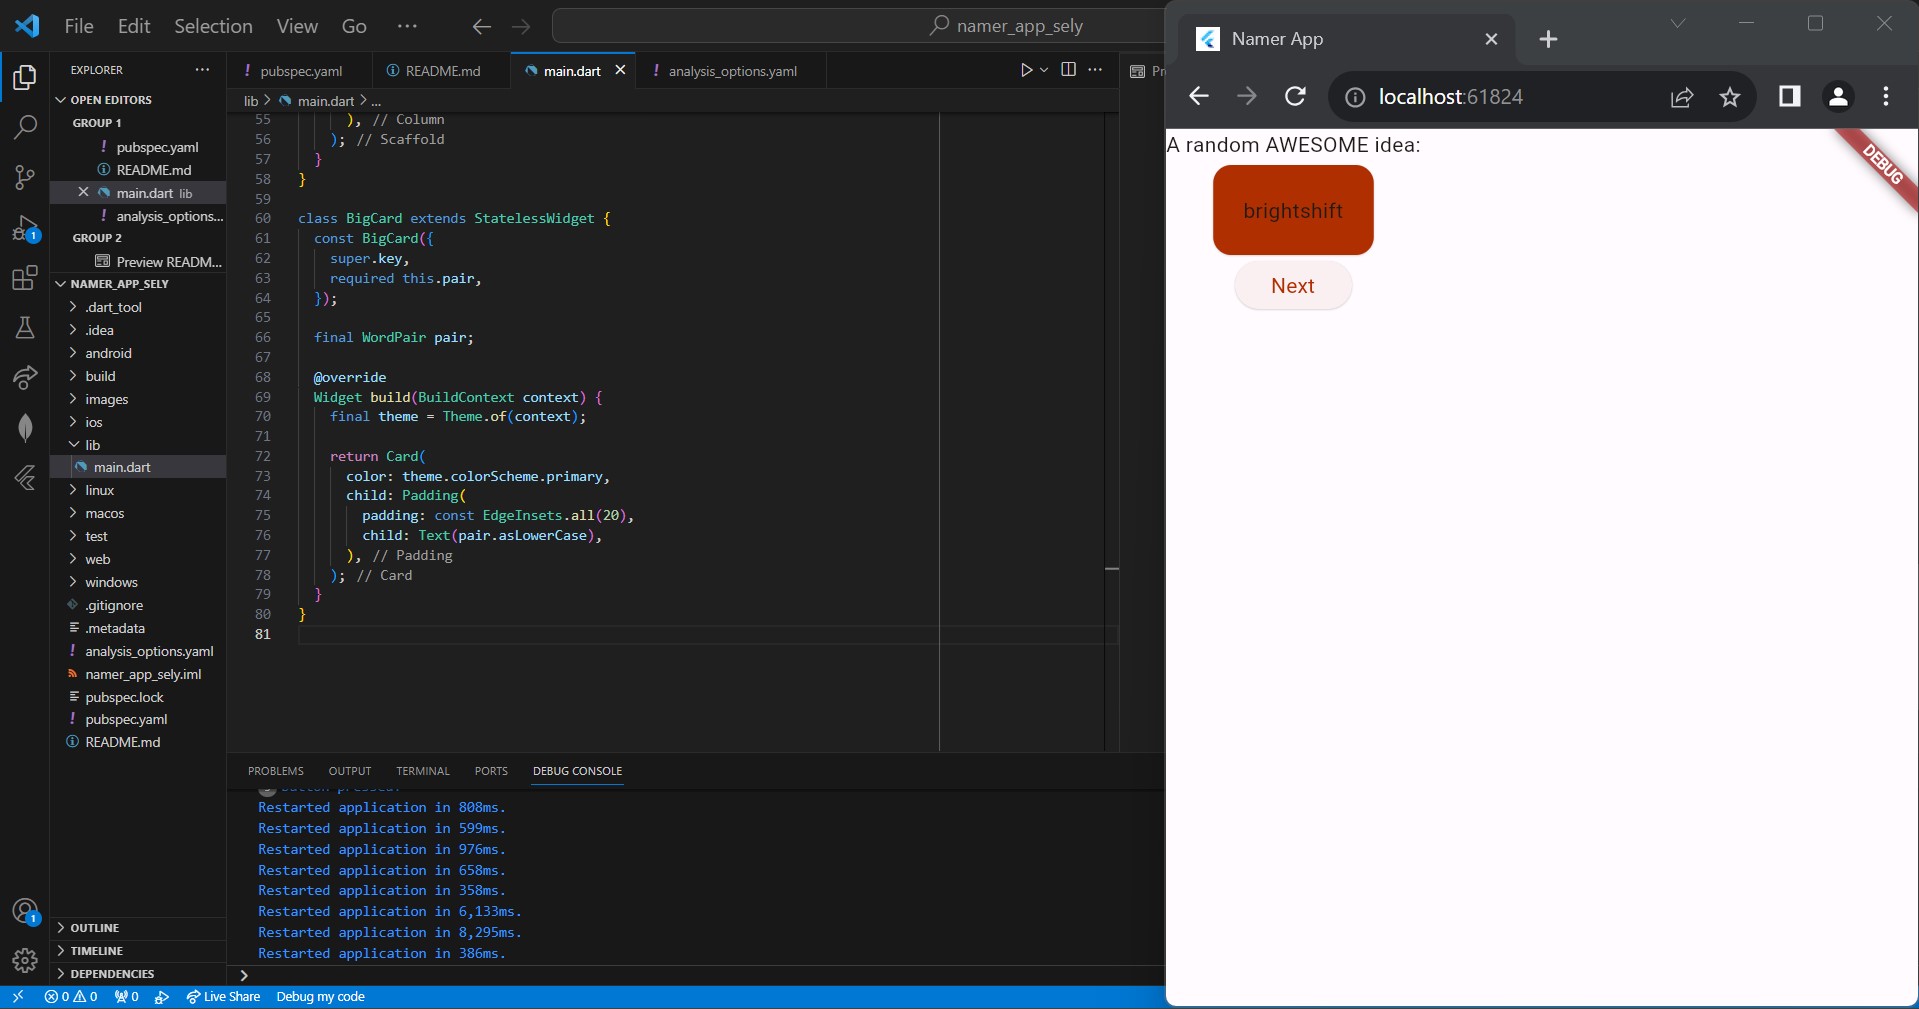 File Edit Selection View Go ···
namer_app_sely
EXPLORER
OPEN EDITORS
GROUP 1
! pubspec.yaml
README.md
main.dart lib
! analysis_options...
GROUP 2
Preview READM...
NAMER_APP_SELY
.dart_tool
.idea
android
build
images
ios
lib
main.dart
linux
macos
test
web
windows
.gitignore
.metadata
! analysis_options.yaml
namer_app_sely.iml
pubspec.lock
! pubspec.yaml
README.md
OUTLINE
TIMELINE
DEPENDENCIES
! pubspec.yaml README.md main.dart ! analysis_options.yaml
Pr
lib > main.dart > ...
55 ), // Column
56 ); // Scaffold
57 }
58 }
59
60 class BigCard extends StatelessWidget {
61 const BigCard({
62 super.key,
63 required this.pair,
64 });
65
66 final WordPair pair;
67
68 @override
69 Widget build(BuildContext context) {
70 final theme = Theme.of(context);
71
72 return Card(
73 color: theme.colorScheme.primary,
74 child: Padding(
75 padding: const EdgeInsets.all(20),
76 child: Text(pair.asLowerCase),
77 ), // Padding
78 ); // Card
79 }
80 }
81
PROBLEMS OUTPUT TERMINAL PORTS DEBUG CONSOLE
button pressed!
Restarted application in 808ms.
Restarted application in 599ms.
Restarted application in 976ms.
Restarted application in 658ms.
Restarted application in 358ms.
Restarted application in 6,133ms.
Restarted application in 8,295ms.
Restarted application in 386ms.
1
1
0 0 0 Live Share Debug my code
Namer App
localhost:61824
A random AWESOME idea:
DEBUG
brightshift
Next